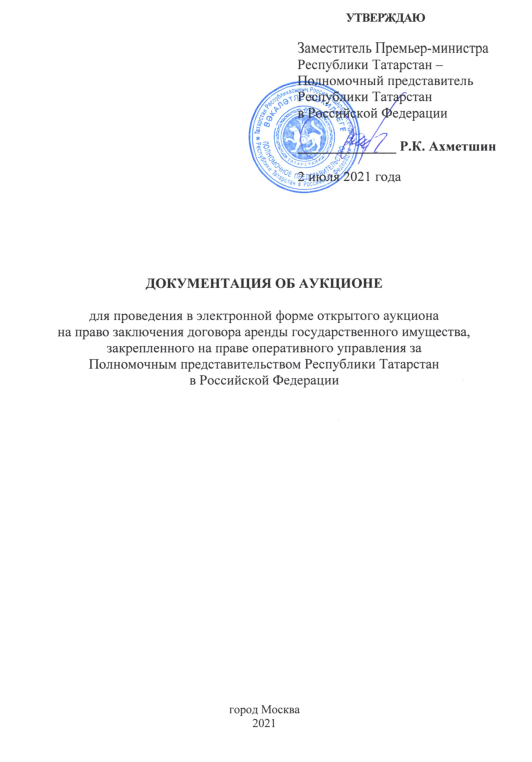 УТВЕРЖДАЮ
Заместитель Премьер-министра
Республики Татарстан –
Полномочный представитель
Республики Татарстан
в Российской Федерации
Р.К. Ахметшин
2 июля 2021 года
ДОКУМЕНТАЦИЯ ОБ АУКЦИОНЕ
для проведения в электронной форме открытого аукциона
на право заключения договора аренды государственного имущества,
закрепленного на праве оперативного управления за
Полномочным представительством Республики Татарстан
в Российской Федерации
город Москва
2021